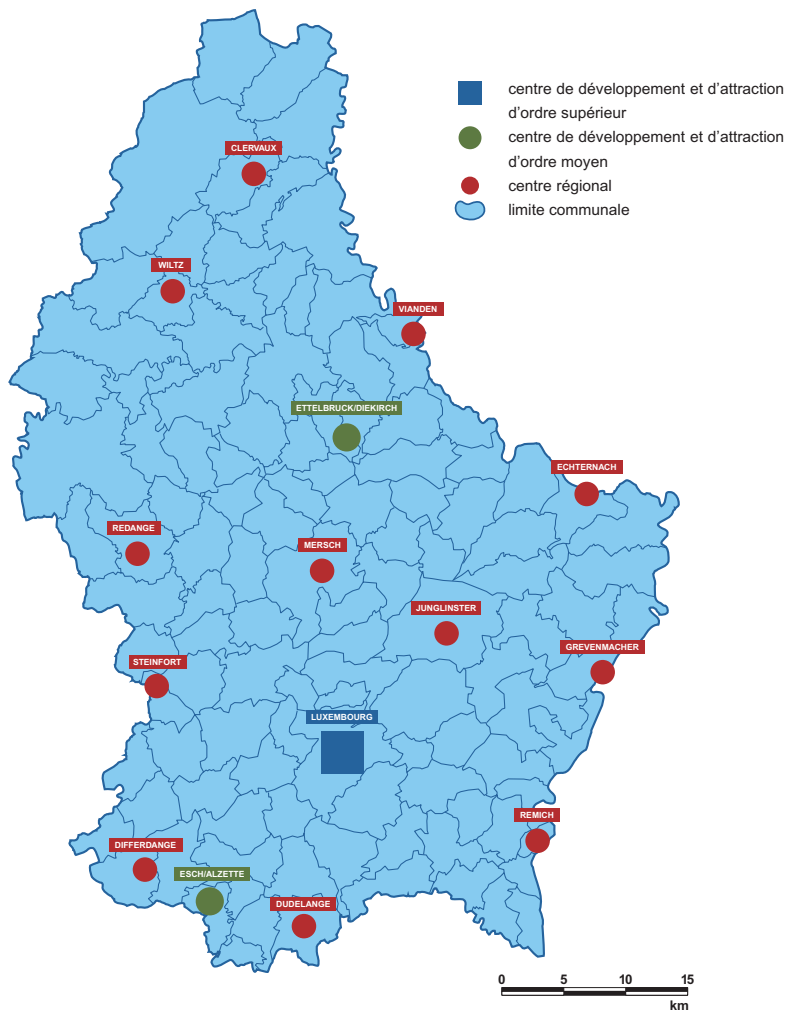 centre de développement et d'attraction
d'ordre supérieur
centre de développement et d'attraction
d'ordre moyen
centre régional
limite communale
CLERVAUX
WILTZ
VIANDEN
ETTELBRUCK/DIEKIRCH
ECHTERNACH
REDANGE
MERSCH
JUNGLINSTER
GREVENMACHER
STEINFORT
LUXEMBOURG
REMICH
DIFFERDANGE
ESCH/ALZETTE
DUDELANGE
0 5 10 15
km